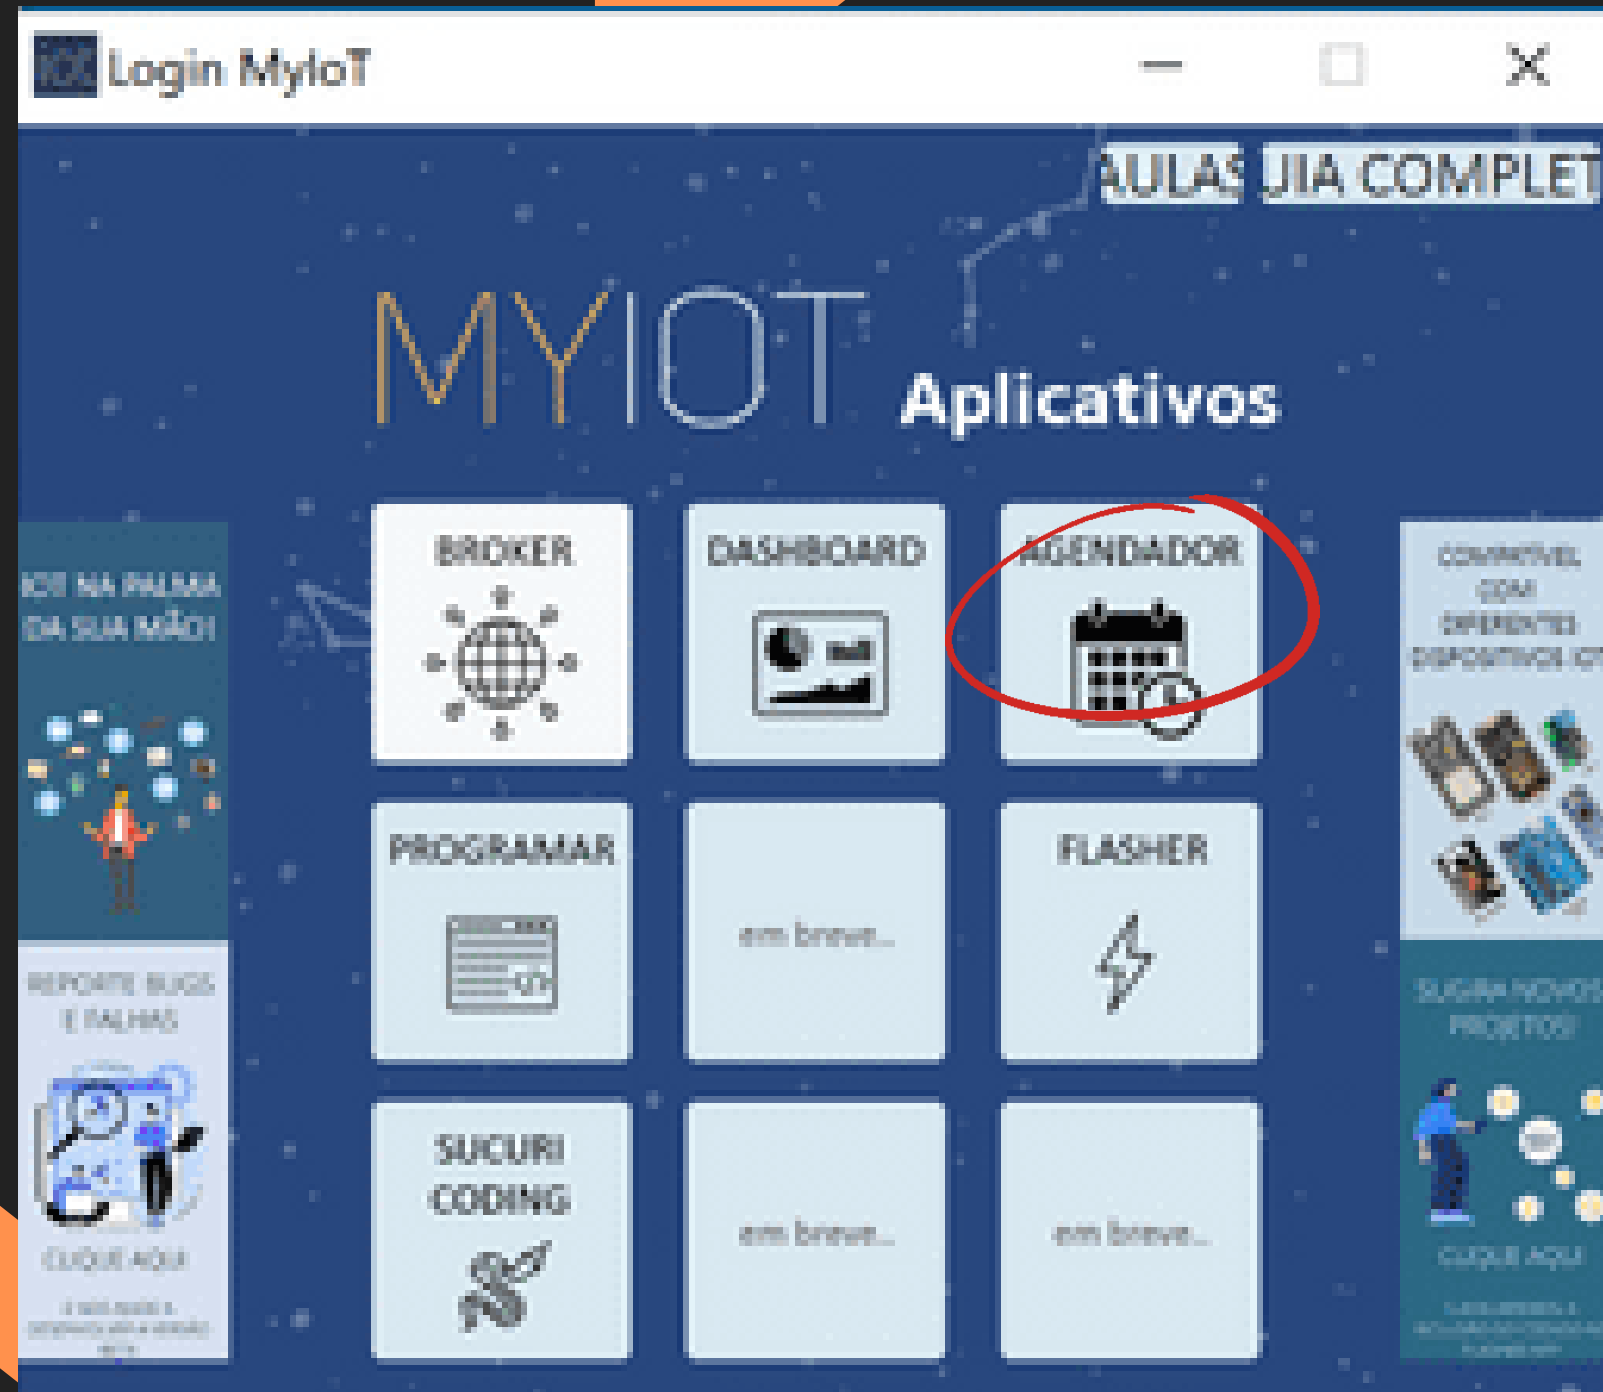 Login MyIoT
AULAS
UIA COMPLET
MYIOT Aplicativos
BROKER
DASHBOARD
AGENDADOR
IOT NA PALMA
DA SUA MÃO!
COMPATÍVEL
COM
DIFERENTES
DISPOSITIVOS IOT
PROGRAMAR
em breve...
FLASHER
REPORTE BUGS
E FALHAS
CLIQUE AQUI
SUGIRA NOVOS
PROJETOS!
CLIQUE AQUI
SUCURI
CODING
em breve...
em breve...